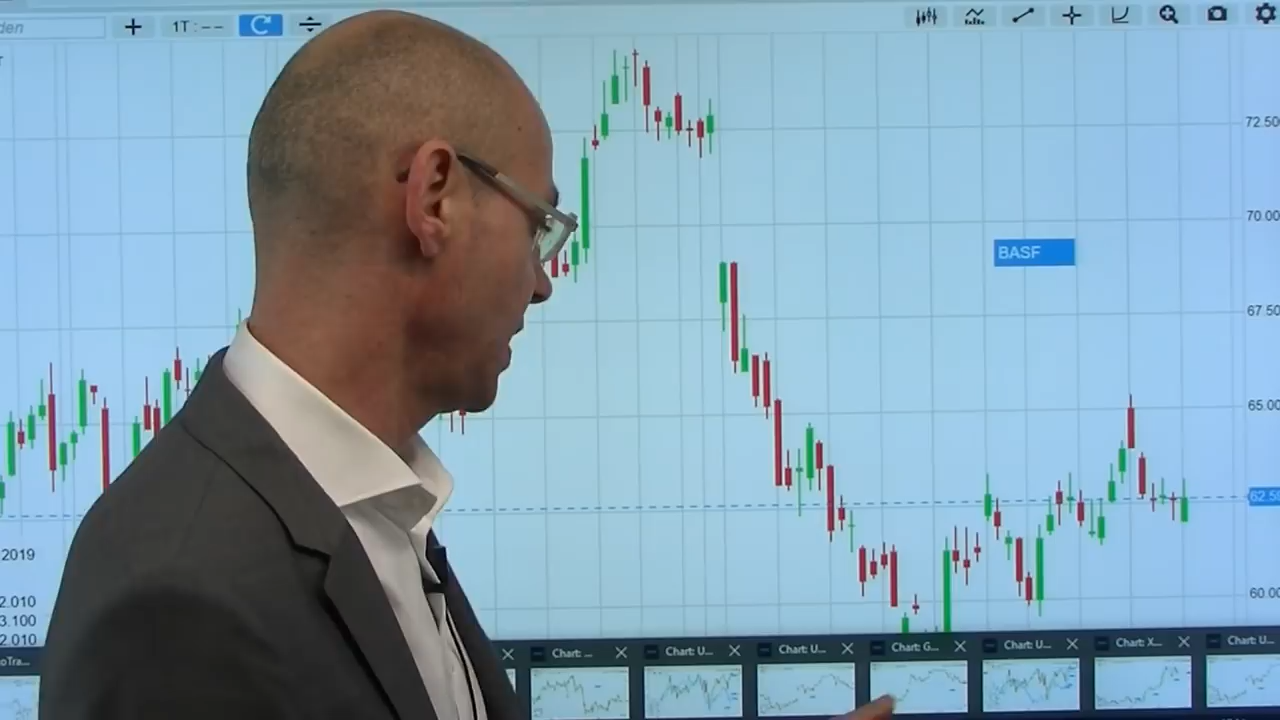 den
1T:--
72.50
70.00
BASF
67.50
65.00
62.50
60.00
2019
2.010
3.100
2.010
oTra...
Chart: ...
Chart: U...
Chart: U...
Chart: G...
Chart: U...
Chart: X...
Chart: U...